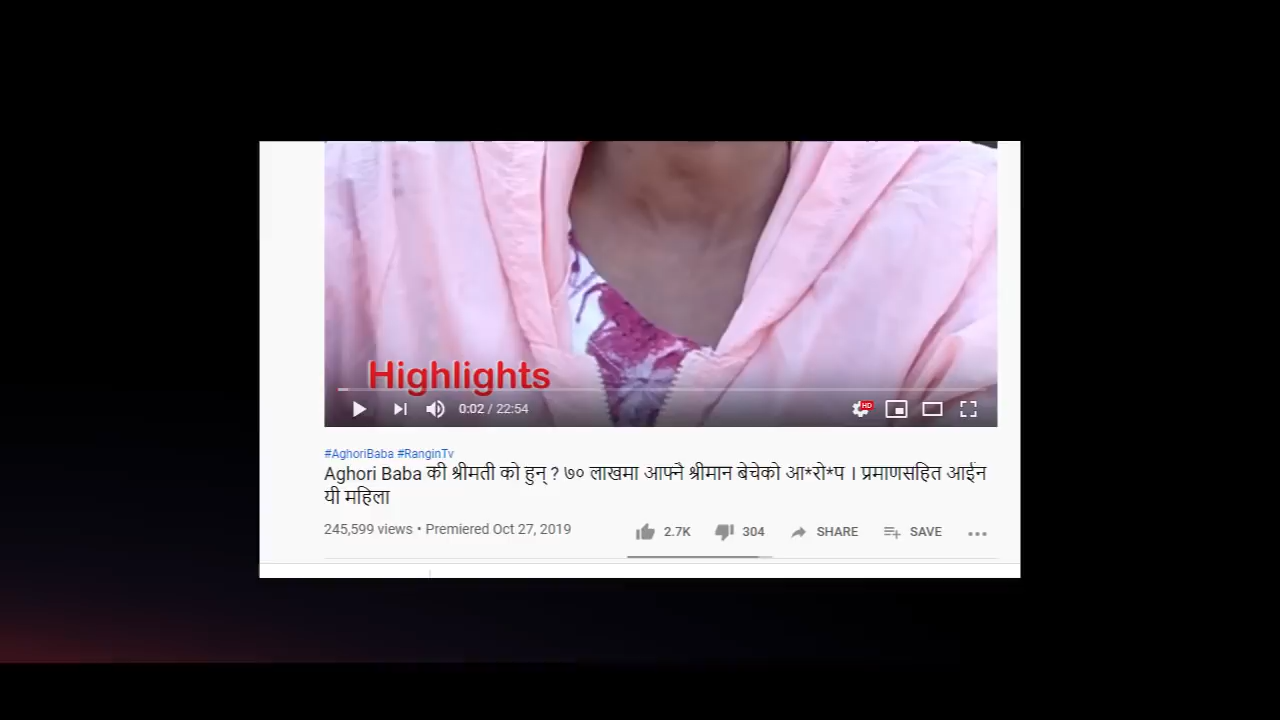 Highlights
0:02 / 22:54
HD
#AghoriBaba #RanginTv
Aghori Baba की श्रीमती को हुन् ? ७० लाखमा आफ्नै श्रीमान बेचेको आ*रो*प । प्रमाणसहित आईन
यी महिला
245,599 views • Premiered Oct 27, 2019
2.7K 304 SHARE SAVE